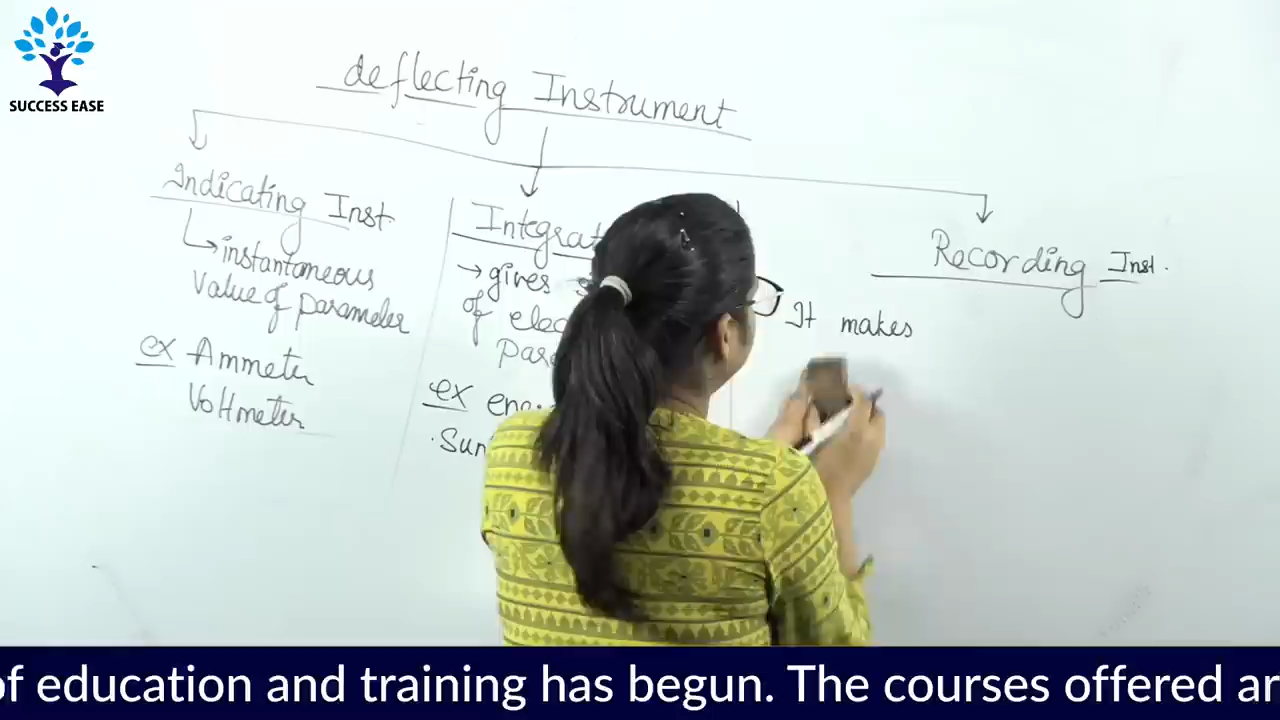 SUCCESS EASE
deflecting Instrument
Indicating Inst.
instantaneous
Value of parameter
ex Ammeter
Voltmeter
gives
of
ex
Recording Inst.
It makes
of education and training has begun. The courses offered ar